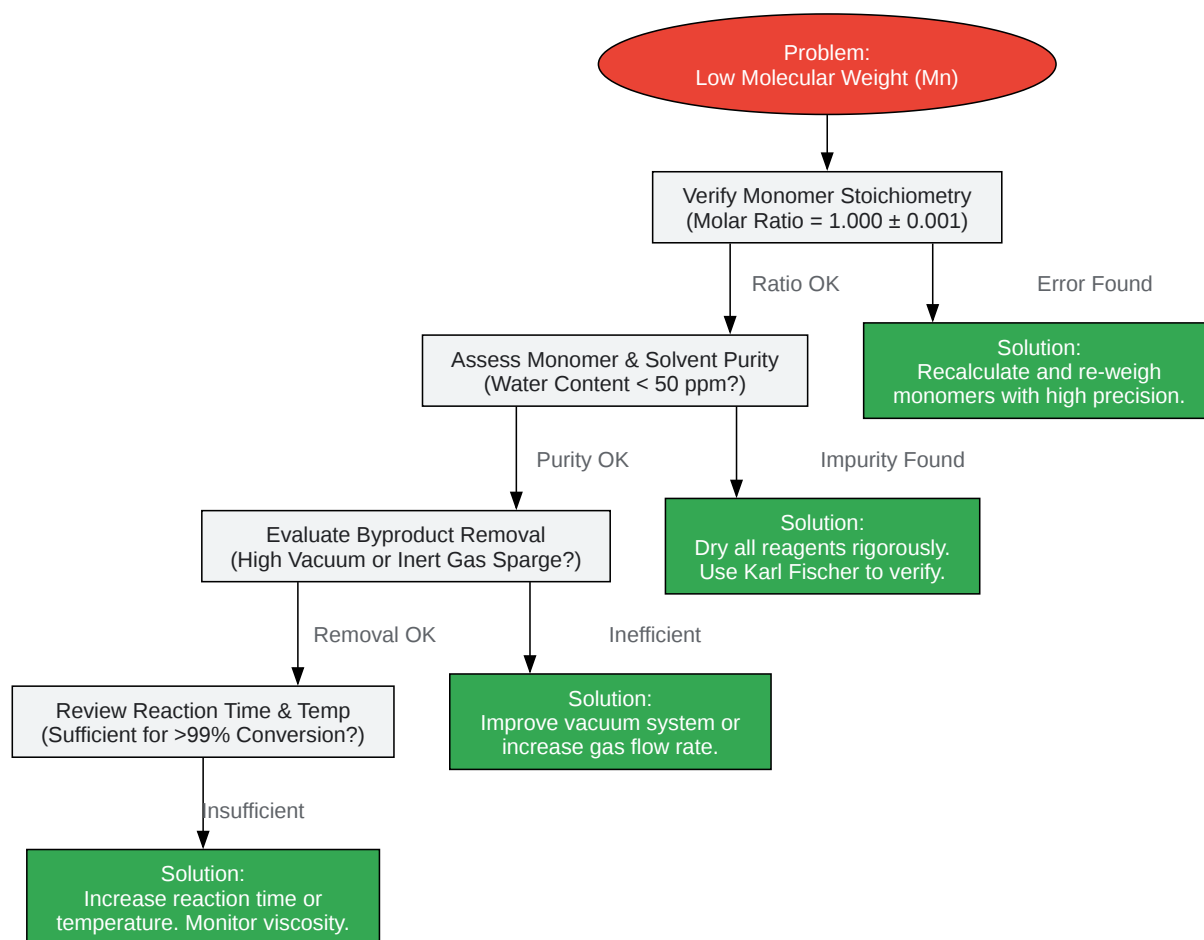 Problem:
Low Molecular Weight (Mn)
Verify Monomer Stoichiometry
(Molar Ratio = 1.000 ± 0.001)
Ratio OK
Error Found
Assess Monomer & Solvent Purity
(Water Content < 50 ppm?)
Solution:
Recalculate and re-weigh
monomers with high precision.
Purity OK
Impurity Found
Evaluate Byproduct Removal
(High Vacuum or Inert Gas Sparge?)
Solution:
Dry all reagents rigorously.
Use Karl Fischer to verify.
Removal OK
Inefficient
Review Reaction Time & Temp
(Sufficient for >99% Conversion?)
Solution:
Improve vacuum system or
increase gas flow rate.
Insufficient
Solution:
Increase reaction time or
temperature. Monitor viscosity.